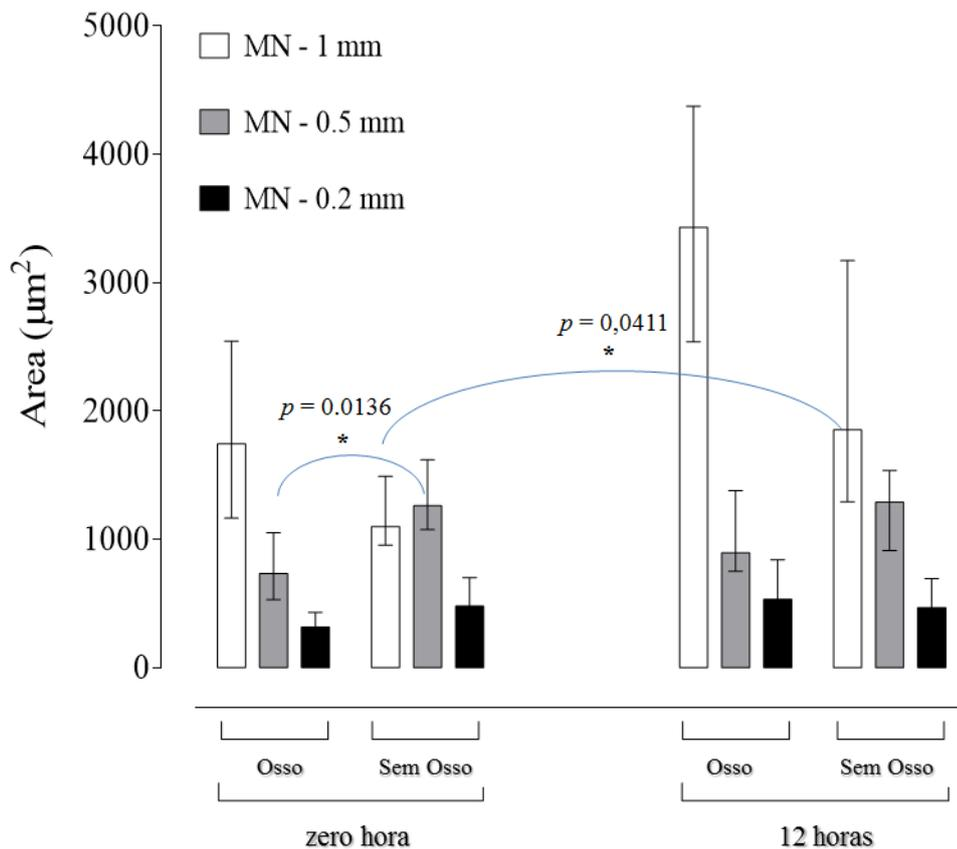 5000
4000
3000
2000
1000
0
Area (µm²)
MN - 1 mm
MN - 0.5 mm
MN - 0.2 mm
p = 0.0136
*
p = 0,0411
*
Osso
Sem Osso
Osso
Sem Osso
zero hora
12 horas